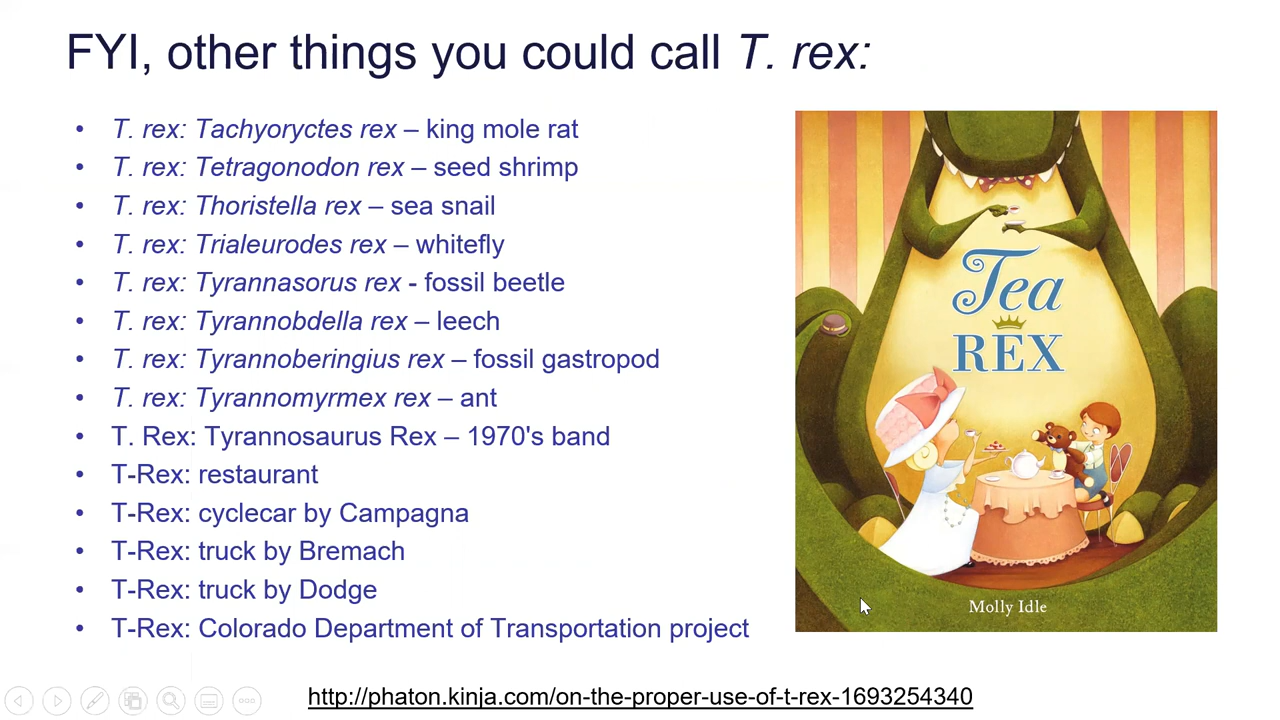 FYI, other things you could call T. rex:
• T. rex: Tachyoryctes rex – king mole rat
• T. rex: Tetragonodon rex – seed shrimp
• T. rex: Thoristella rex – sea snail
• T. rex: Trialeurodes rex – whitefly
• T. rex: Tyrannasorus rex - fossil beetle
• T. rex: Tyrannobdella rex – leech
• T. rex: Tyrannoberingius rex – fossil gastropod
• T. rex: Tyrannomyrmex rex – ant
• T. Rex: Tyrannosaurus Rex – 1970's band
• T-Rex: restaurant
• T-Rex: cyclecar by Campagna
• T-Rex: truck by Bremach
• T-Rex: truck by Dodge
• T-Rex: Colorado Department of Transportation project
Tea
REX
Molly Idle
http://phaton.kinja.com/on-the-proper-use-of-t-rex-1693254340